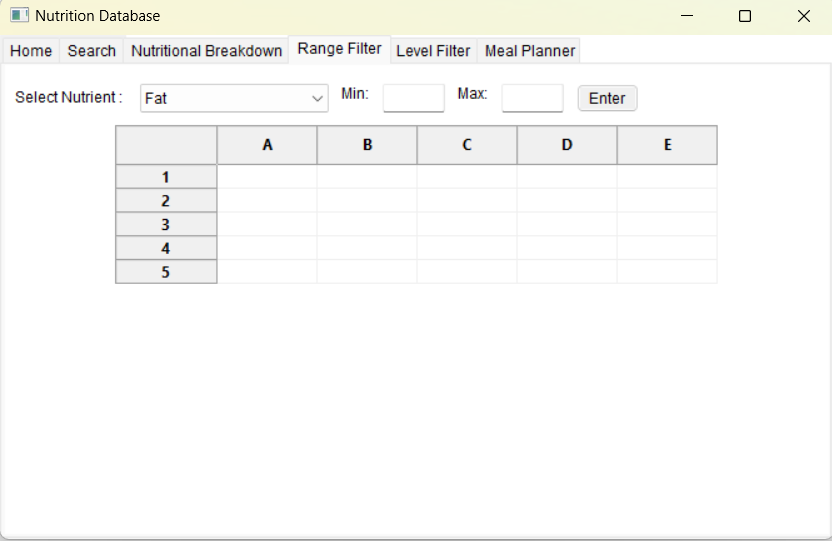 Nutrition Database
Home Search Nutritional Breakdown Range Filter Level Filter Meal Planner
Select Nutrient : Fat Min: Max: Enter
A B C D E
1
2
3
4
5